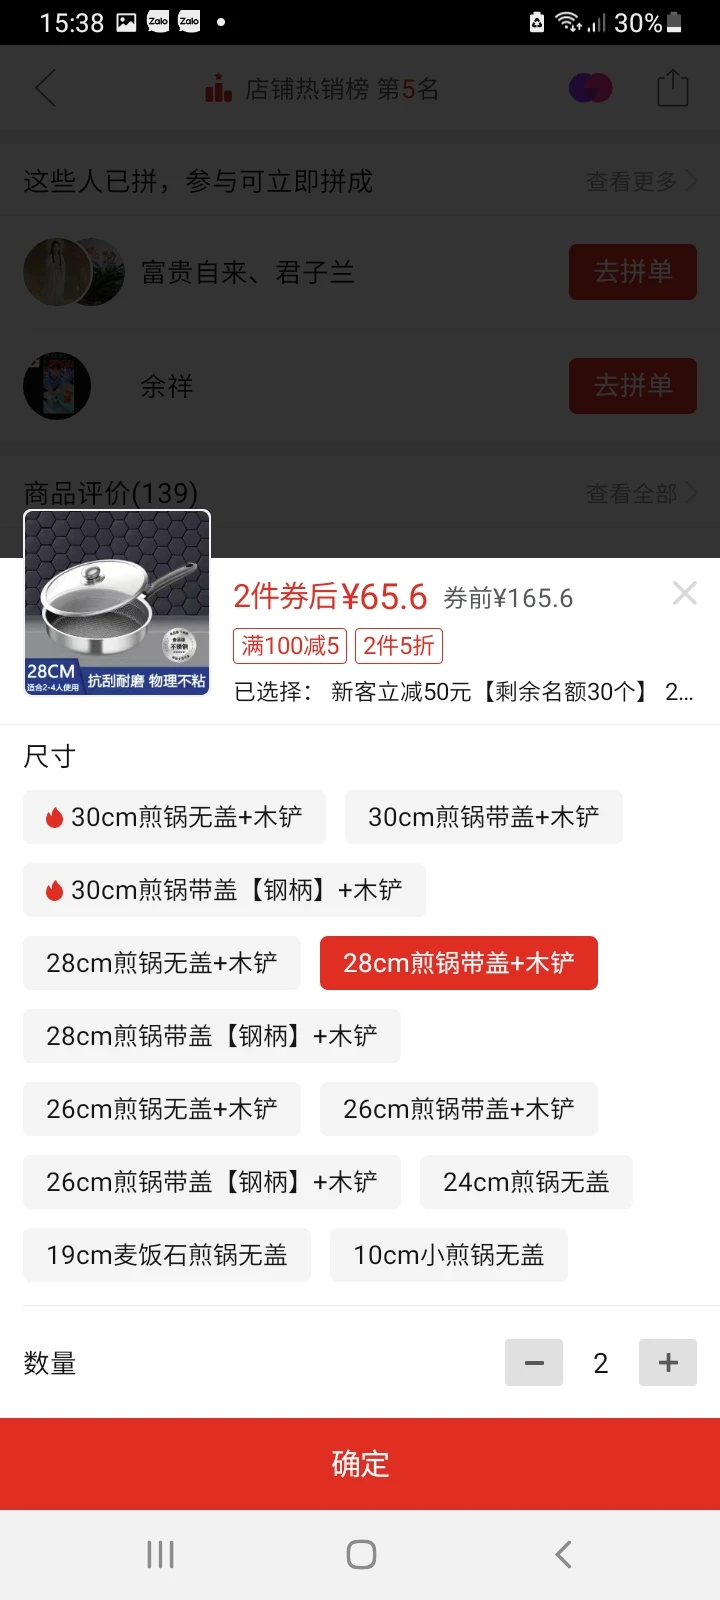 15:38 Zalo Zalo 30%
店铺热销榜 第5名
这些人已拼，参与可立即拼成 查看更多
富贵自来、君子兰 去拼单
余祥 去拼单
商品评价(139) 查看全部
28CM
适合2-4人使用
抗刮耐磨 物理不粘
不锈钢
2件券后¥65.6 券前¥165.6
满100减5 2件5折
已选择： 新客立减50元【剩余名额30个】 2...
尺寸
30cm煎锅无盖+木铲 30cm煎锅带盖+木铲
30cm煎锅带盖【钢柄】+木铲
28cm煎锅无盖+木铲 28cm煎锅带盖+木铲
28cm煎锅带盖【钢柄】+木铲
26cm煎锅无盖+木铲 26cm煎锅带盖+木铲
26cm煎锅带盖【钢柄】+木铲 24cm煎锅无盖
19cm麦饭石煎锅无盖 10cm小煎锅无盖
数量 2
确定